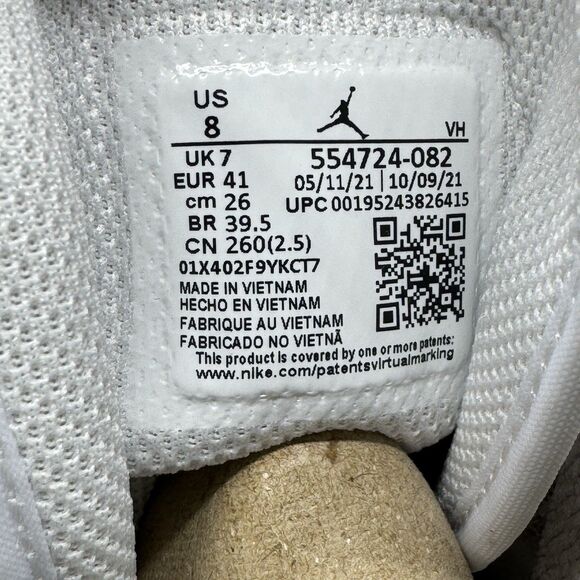 US
8
VH
UK 7
554724-082
EUR 41
05/11/21 | 10/09/21
cm 26
UPC 00195243826415
BR 39.5
CN 260(2.5)
01X402F9YKCT7
MADE IN VIETNAM
HECHO EN VIETNAM
FABRIQUE AU VIETNAM
FABRICADO NO VIETNÃ
This product is covered by one or more patents:
www.nike.com/patentsvirtualmarking